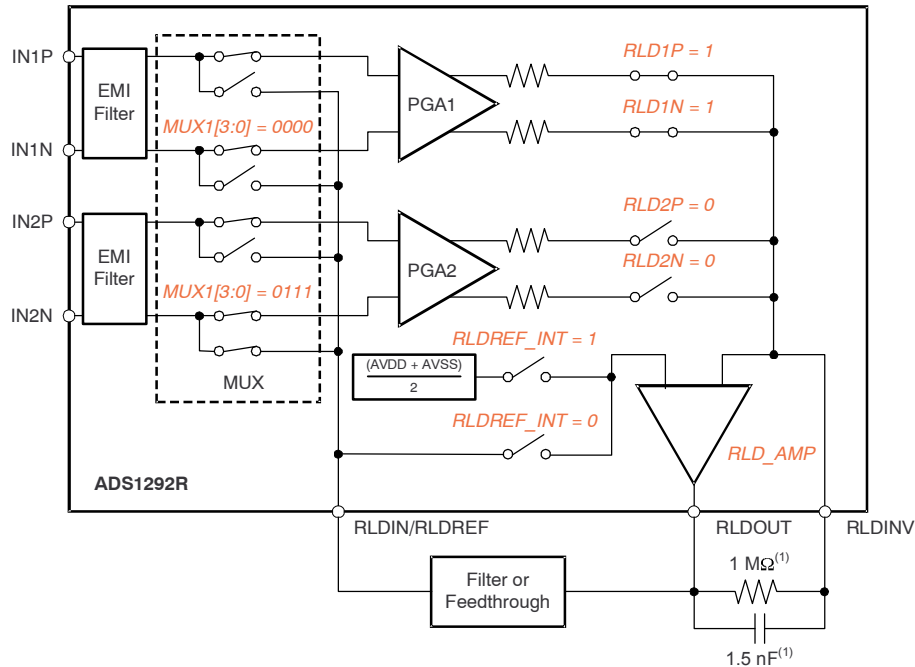 IN1P
EMI
Filter
IN1N
MUX1[3:0] = 0000
PGA1
RLD1P = 1
RLD1N = 1
IN2P
EMI
Filter
IN2N
MUX1[3:0] = 0111
MUX
PGA2
RLD2P = 0
RLD2N = 0
RLDREF_INT = 1
(AVDD + AVSS)
2
RLDREF_INT = 0
RLD_AMP
ADS1292R
RLDIN/RLDREF
RLDOUT
RLDINV
Filter or
Feedthrough
1 MΩ(1)
1.5 nF(1)